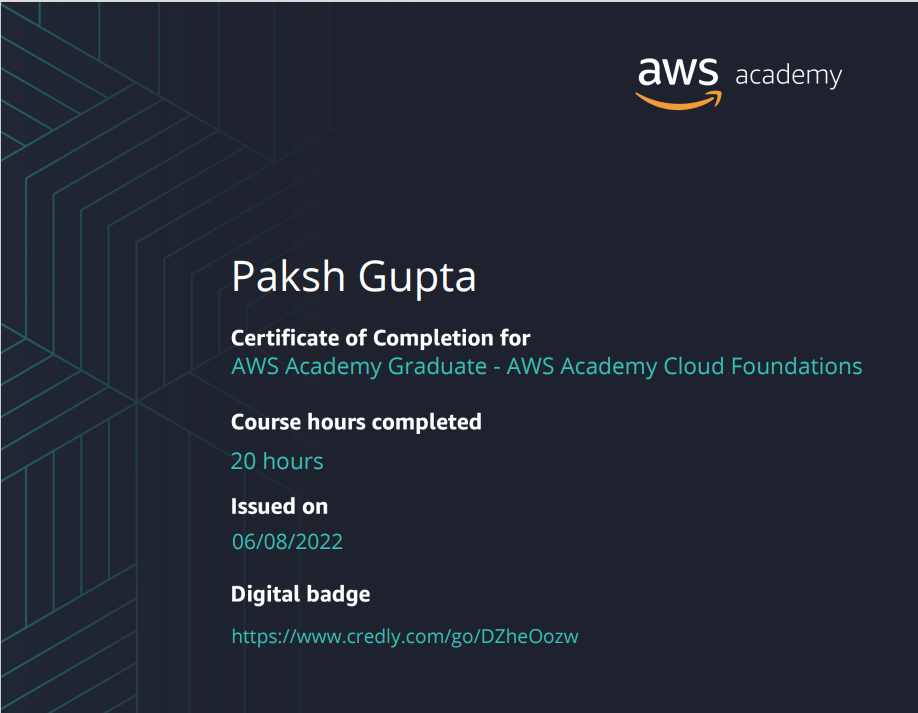 aws academy
Paksh Gupta
Certificate of Completion for
AWS Academy Graduate - AWS Academy Cloud Foundations
Course hours completed
20 hours
Issued on
06/08/2022
Digital badge
https://www.credly.com/go/DZheOozw